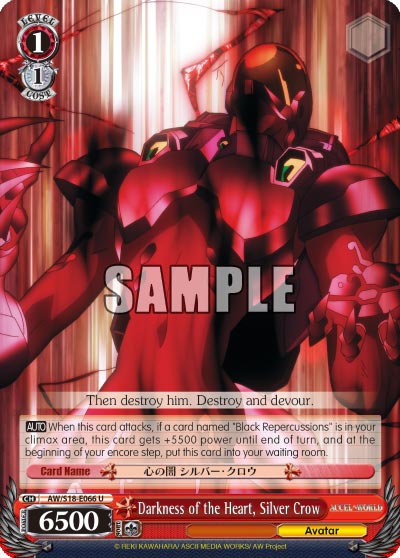 LEVEL
1
1
COST
SAMPLE
Then destroy him. Destroy and devour.
AUTO When this card attacks, if a card named "Black Repercussions" is in your
climax area, this card gets +5500 power until end of turn, and at the
beginning of your encore step, put this card into your waiting room.
Card Name 心の闇 シルバー・クロウ
CH AW/S18-E066 U
POWER 6500 SOUL Darkness of the Heart, Silver Crow ACCEL WORLD
Avatar
© REKI KAWAHARA/ ASCII MEDIA WORKS/ AW Project